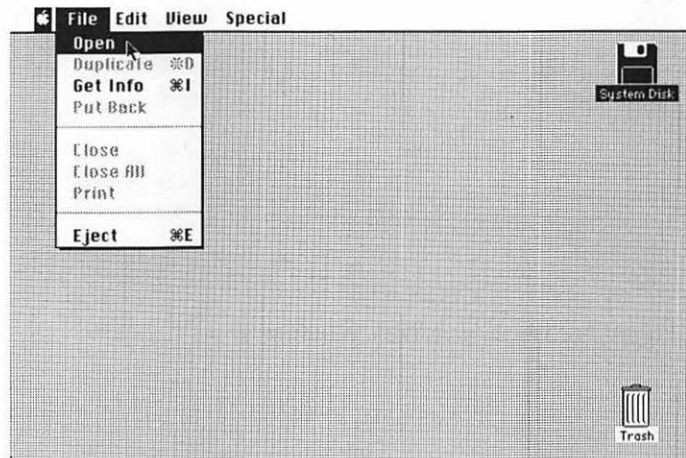 File Edit View Special
Open
Duplicate ⌘D
Get Info ⌘I
Put Back
Close
Close All
Print
Eject ⌘E
System Disk
Trash